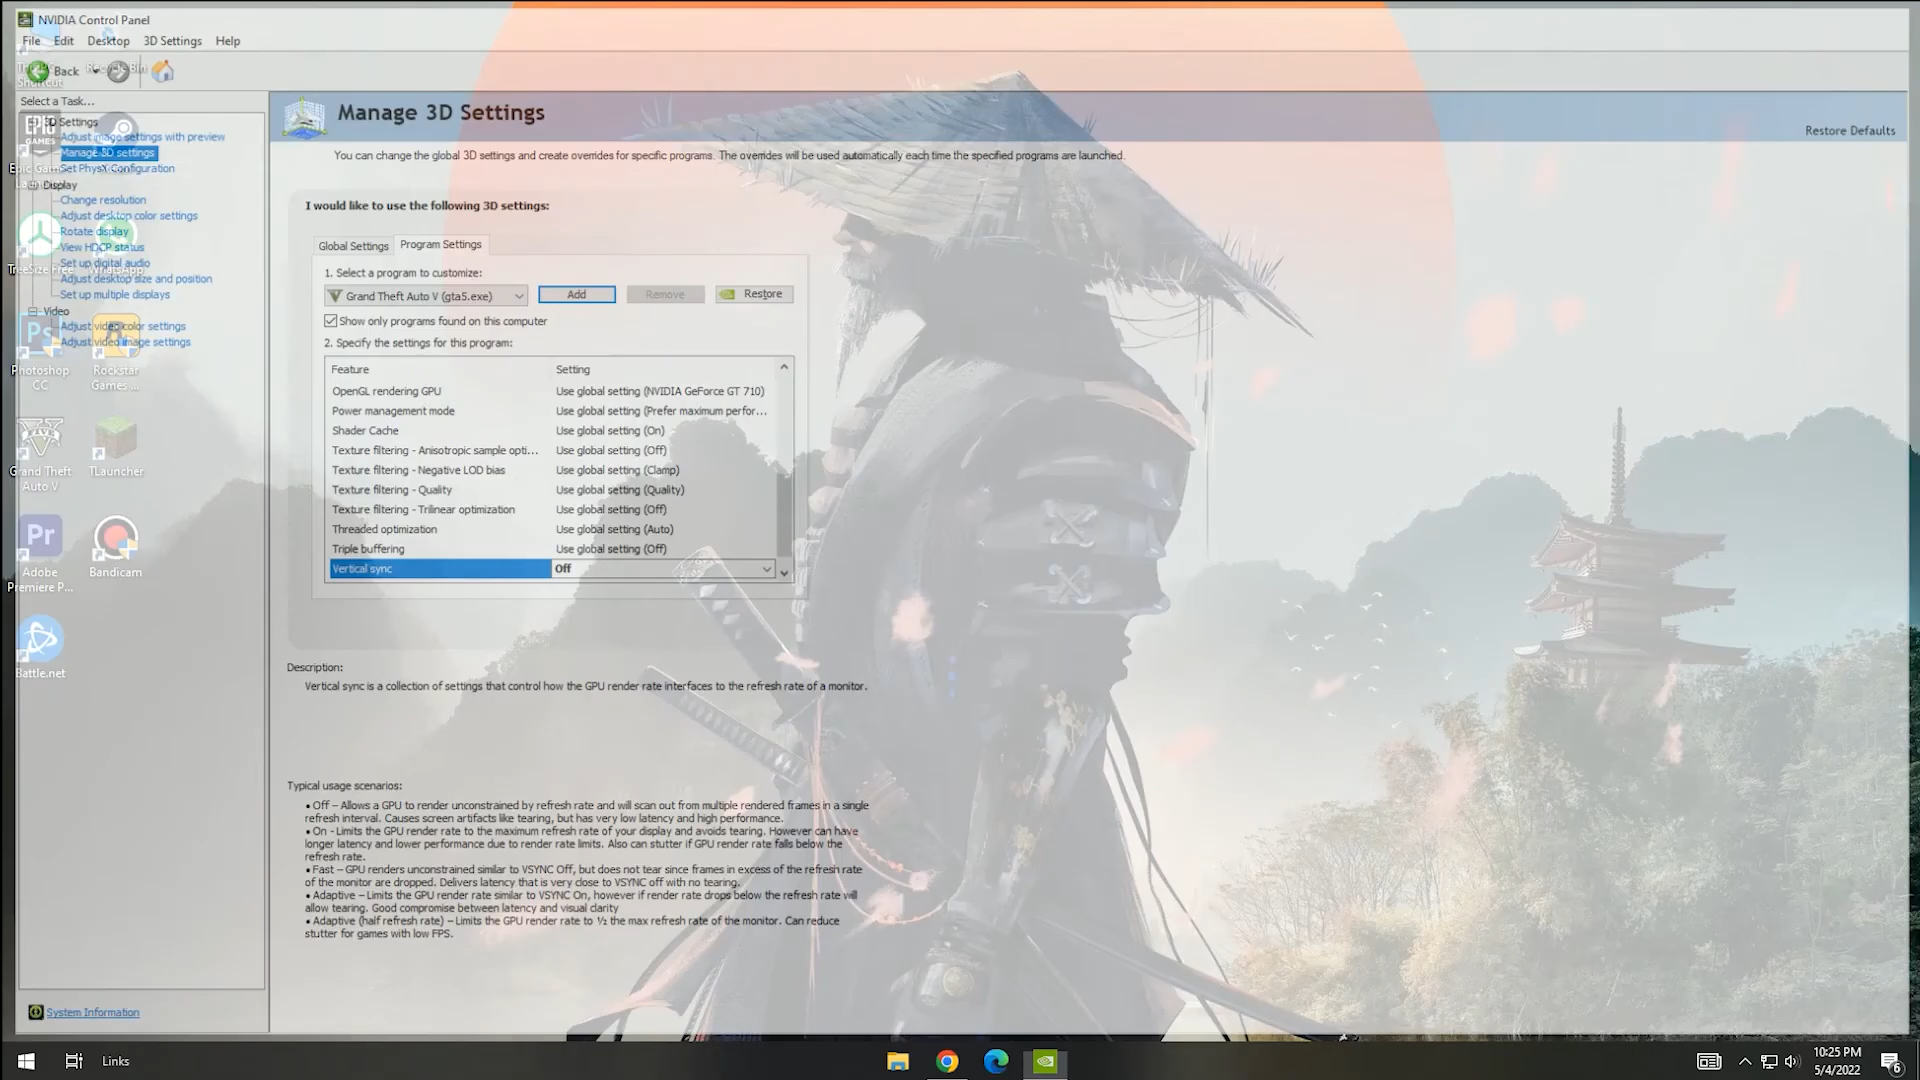 NVIDIA Control Panel
File Edit Desktop 3D Settings Help
Back
Recycle Bin
Shortcut
Select a Task...
3D Settings
Adjust image settings with preview
Manage 3D settings
Set PhysX Configuration
Display
Change resolution
Adjust desktop color settings
Rotate display
View HDCP status
Set up digital audio
Adjust desktop size and position
Set up multiple displays
Video
Adjust video color settings
Adjust video image settings
EPIC
GAMES
TreeSize Free
WhatsApp
Ps
Photoshop
CC
Rockstar
Games ...
FIVE
Grand Theft
Auto V
TLauncher
Pr
Adobe
Premiere P...
Bandicam
Battle.net
System Information
Manage 3D Settings
Restore Defaults
You can change the global 3D settings and create overrides for specific programs. The overrides will be used automatically each time the specified programs are launched.
I would like to use the following 3D settings:
Global Settings Program Settings
1. Select a program to customize:
Grand Theft Auto V (gta5.exe) Add Remove Restore
Show only programs found on this computer
2. Specify the settings for this program:
Feature Setting
OpenGL rendering GPU Use global setting (NVIDIA GeForce GT 710)
Power management mode Use global setting (Prefer maximum perfor...
Shader Cache Use global setting (On)
Texture filtering - Anisotropic sample opti... Use global setting (Off)
Texture filtering - Negative LOD bias Use global setting (Clamp)
Texture filtering - Quality Use global setting (Quality)
Texture filtering - Trilinear optimization Use global setting (Off)
Threaded optimization Use global setting (Auto)
Triple buffering Use global setting (Off)
Vertical sync Off
Description:
Vertical sync is a collection of settings that control how the GPU render rate interfaces to the refresh rate of a monitor.
Typical usage scenarios:
• Off – Allows a GPU to render unconstrained by refresh rate and will scan out from multiple rendered frames in a single
refresh interval. Causes screen artifacts like tearing, but has very low latency and high performance.
• On - Limits the GPU render rate to the maximum refresh rate of your display and avoids tearing. However can have
longer latency and lower performance due to render rate limits. Also can stutter if GPU render rate falls below the
refresh rate.
• Fast – GPU renders unconstrained similar to VSYNC Off, but does not tear since frames in excess of the refresh rate
of the monitor are dropped. Delivers latency that is very close to VSYNC off with no tearing.
• Adaptive – Limits the GPU render rate similar to VSYNC On, however if render rate drops below the refresh rate will
allow tearing. Good compromise between latency and visual clarity
• Adaptive (half refresh rate) – Limits the GPU render rate to ½ the max refresh rate of the monitor. Can reduce
stutter for games with low FPS.
Links
10:25 PM
5/4/2022
6